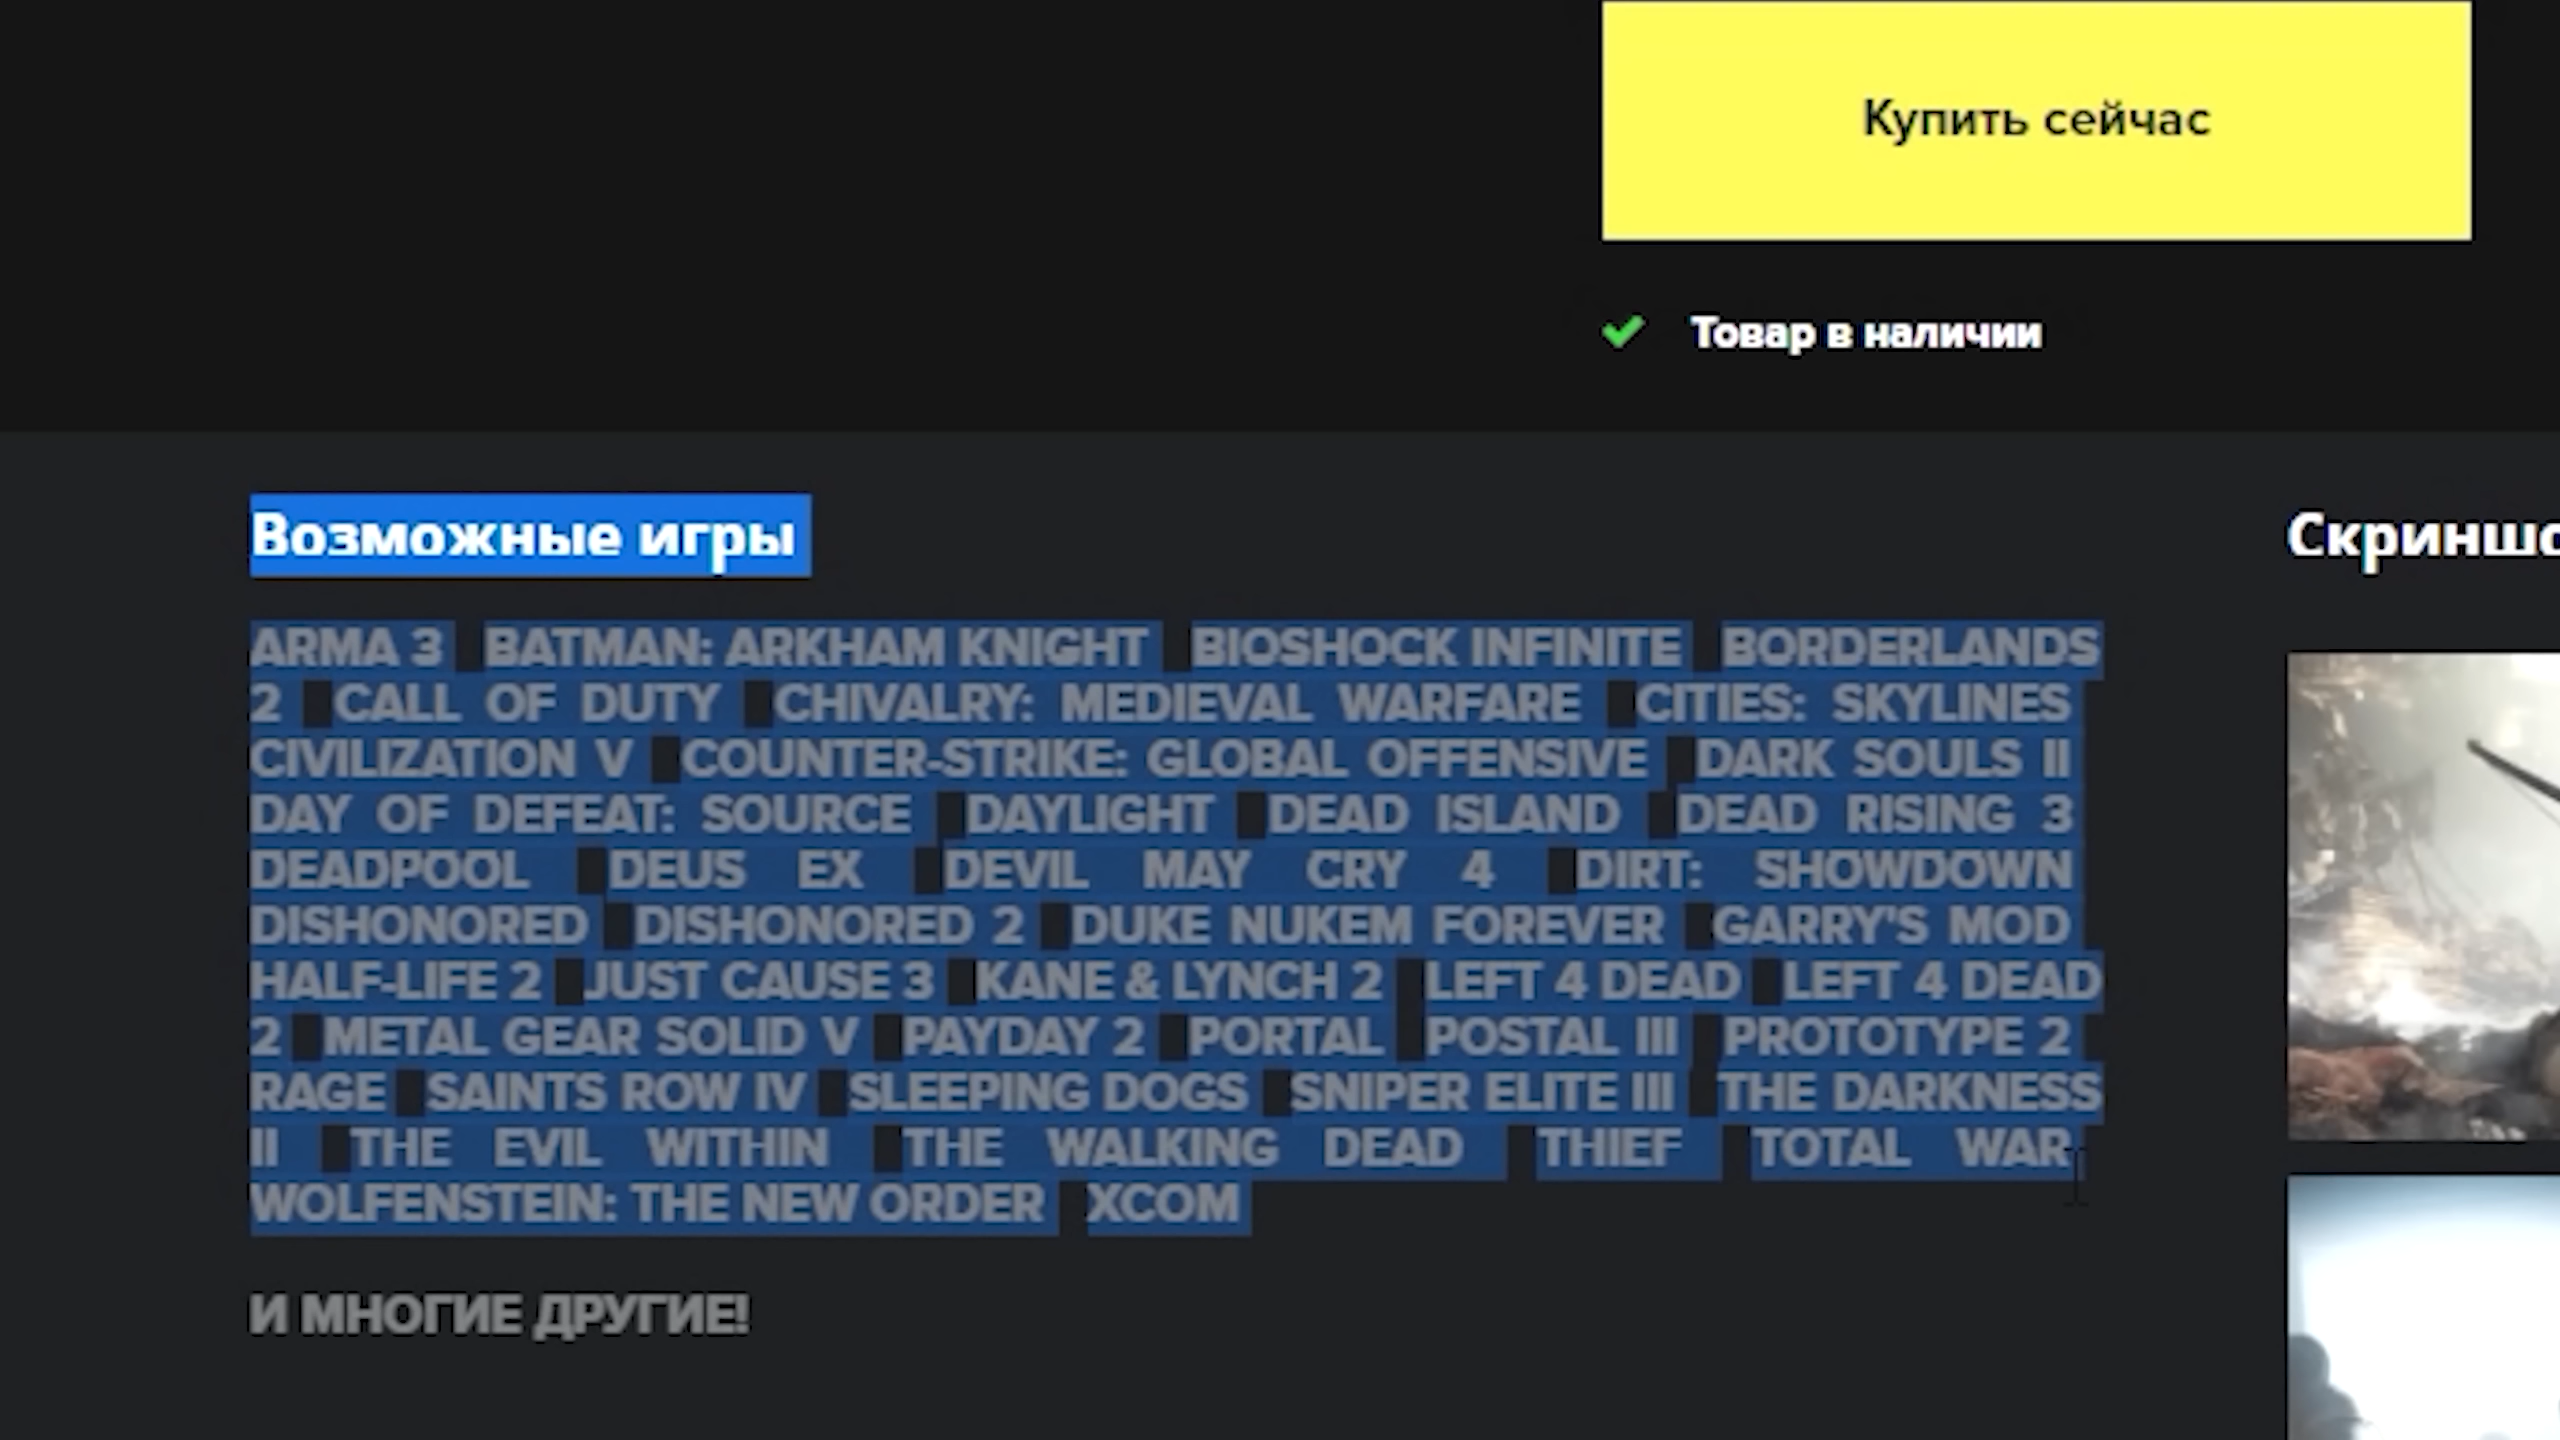 Купить сейчас
Товар в наличии
Возможные игры
ARMA 3 BATMAN: ARKHAM KNIGHT BIOSHOCK INFINITE BORDERLANDS
2 CALL OF DUTY CHIVALRY: MEDIEVAL WARFARE CITIES: SKYLINES
CIVILIZATION V COUNTER-STRIKE: GLOBAL OFFENSIVE DARK SOULS II
DAY OF DEFEAT: SOURCE DAYLIGHT DEAD ISLAND DEAD RISING 3
DEADPOOL DEUS EX DEVIL MAY CRY 4 DIRT: SHOWDOWN
DISHONORED DISHONORED 2 DUKE NUKEM FOREVER GARRY'S MOD
HALF-LIFE 2 JUST CAUSE 3 KANE & LYNCH 2 LEFT 4 DEAD LEFT 4 DEAD
2 METAL GEAR SOLID V PAYDAY 2 PORTAL POSTAL III PROTOTYPE 2
RAGE SAINTS ROW IV SLEEPING DOGS SNIPER ELITE III THE DARKNESS
II THE EVIL WITHIN THE WALKING DEAD THIEF TOTAL WAR
WOLFENSTEIN: THE NEW ORDER XCOM
И МНОГИЕ ДРУГИЕ!